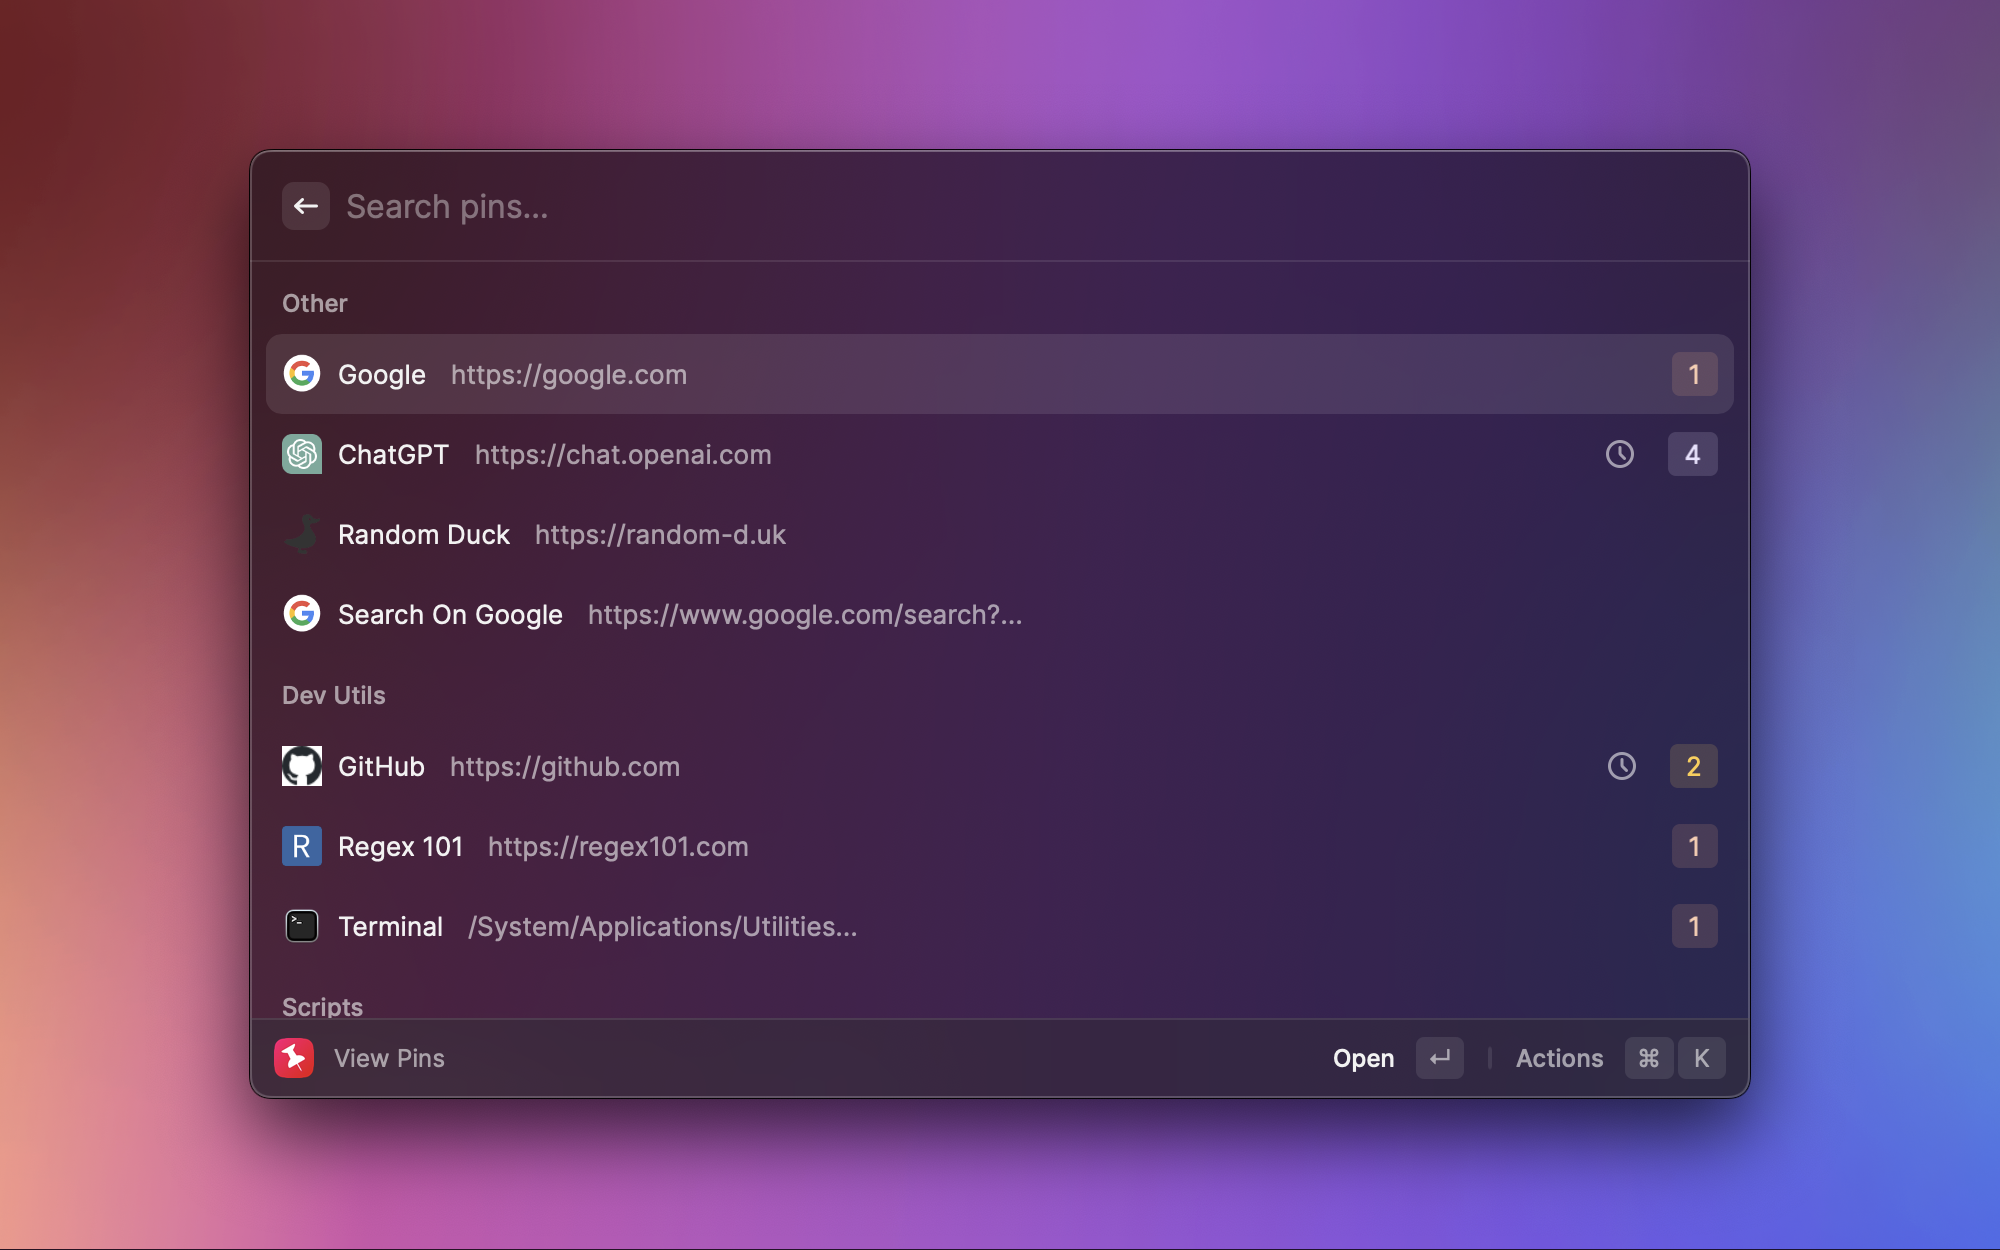 Search pins...
Other
Google https://google.com 1
ChatGPT https://chat.openai.com 4
Random Duck https://random-d.uk
Search On Google https://www.google.com/search?...
Dev Utils
GitHub https://github.com 2
R Regex 101 https://regex101.com 1
>_ Terminal /System/Applications/Utilities... 1
Scripts
View Pins Open ↵ Actions ⌘ K